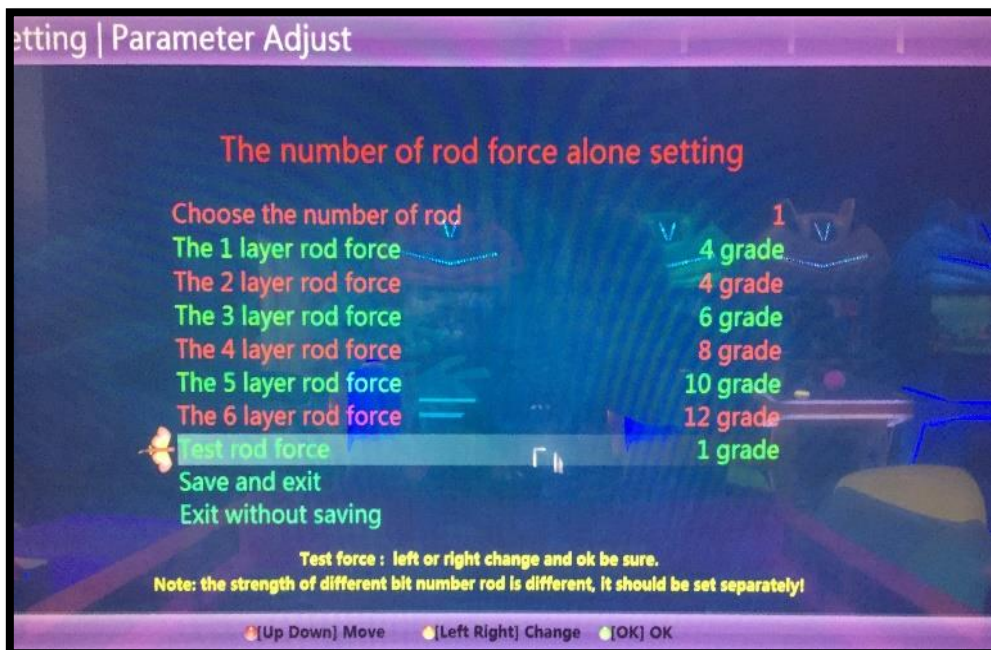 etting | Parameter Adjust
The number of rod force alone setting
Choose the number of rod 1
The 1 layer rod force 4 grade
The 2 layer rod force 4 grade
The 3 layer rod force 6 grade
The 4 layer rod force 8 grade
The 5 layer rod force 10 grade
The 6 layer rod force 12 grade
Test rod force 1 grade
Save and exit
Exit without saving
Test force : left or right change and ok be sure.
Note: the strength of different bit number rod is different, it should be set separately!
[Up Down] Move [Left Right] Change [OK] OK